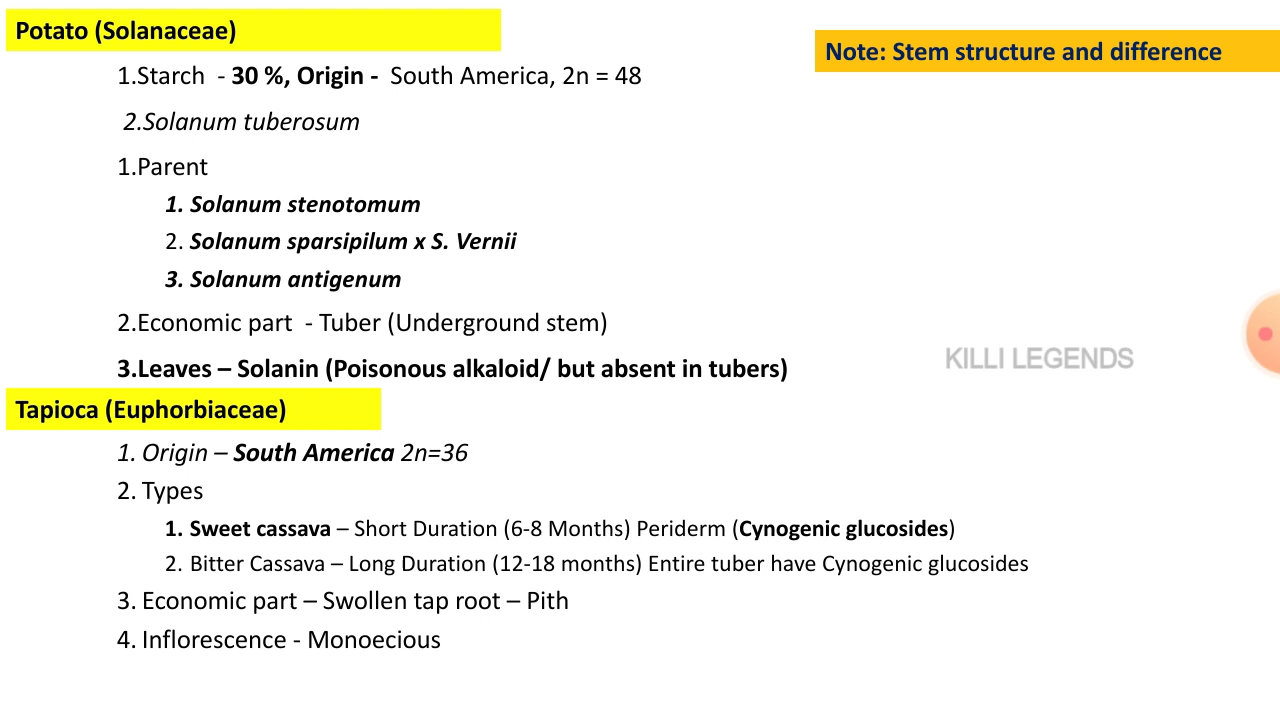 Potato (Solanaceae)
Note: Stem structure and difference
1.Starch - 30 %, Origin - South America, 2n = 48
2.Solanum tuberosum
1.Parent
1. Solanum stenotomum
2. Solanum sparsipilum x S. Vernii
3. Solanum antigenum
2.Economic part - Tuber (Underground stem)
3.Leaves – Solanin (Poisonous alkaloid/ but absent in tubers)
KILLI LEGENDS
Tapioca (Euphorbiaceae)
1. Origin – South America 2n=36
2. Types
1. Sweet cassava – Short Duration (6-8 Months) Periderm (Cynogenic glucosides)
2. Bitter Cassava – Long Duration (12-18 months) Entire tuber have Cynogenic glucosides
3. Economic part – Swollen tap root – Pith
4. Inflorescence - Monoecious